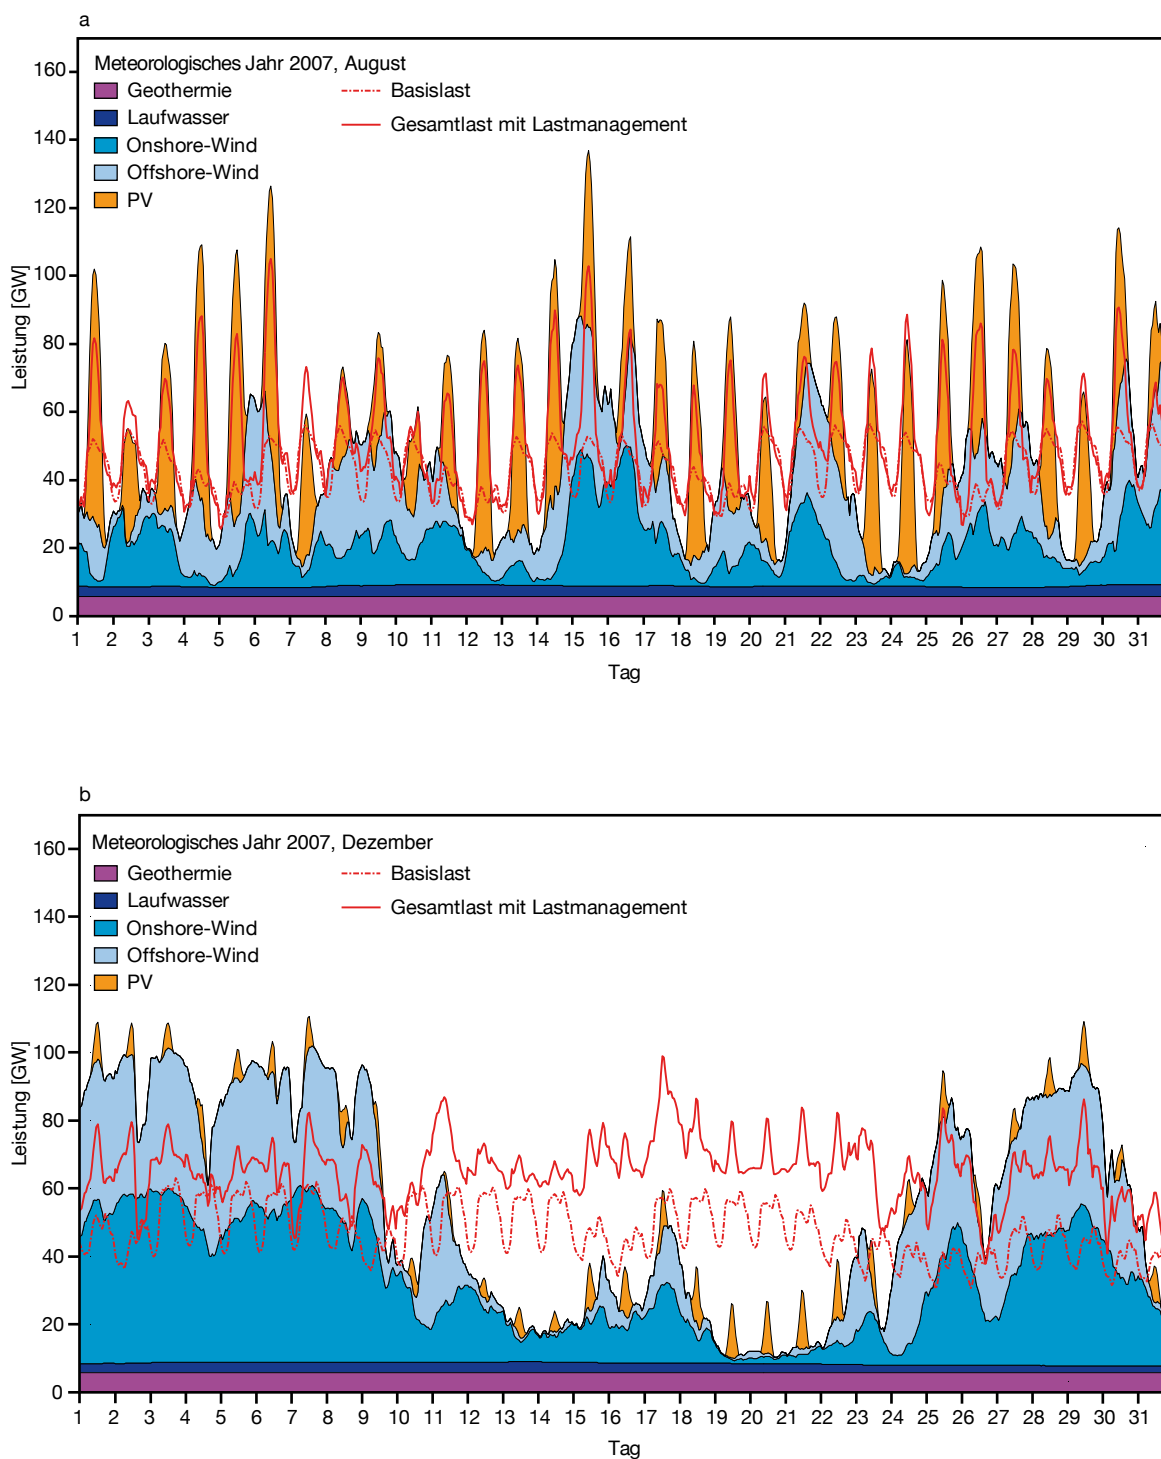 a
Meteorologisches Jahr 2007, August
Geothermie
Laufwasser
Onshore-Wind
Offshore-Wind
PV
Basislast
Gesamtlast mit Lastmanagement
Leistung [GW]
160
140
120
100
80
60
40
20
0
1 2 3 4 5 6 7 8 9 10 11 12 13 14 15 16 17 18 19 20 21 22 23 24 25 26 27 28 29 30 31
Tag
b
Meteorologisches Jahr 2007, Dezember
Geothermie
Laufwasser
Onshore-Wind
Offshore-Wind
PV
Basislast
Gesamtlast mit Lastmanagement
Leistung [GW]
160
140
120
100
80
60
40
20
0
1 2 3 4 5 6 7 8 9 10 11 12 13 14 15 16 17 18 19 20 21 22 23 24 25 26 27 28 29 30 31
Tag